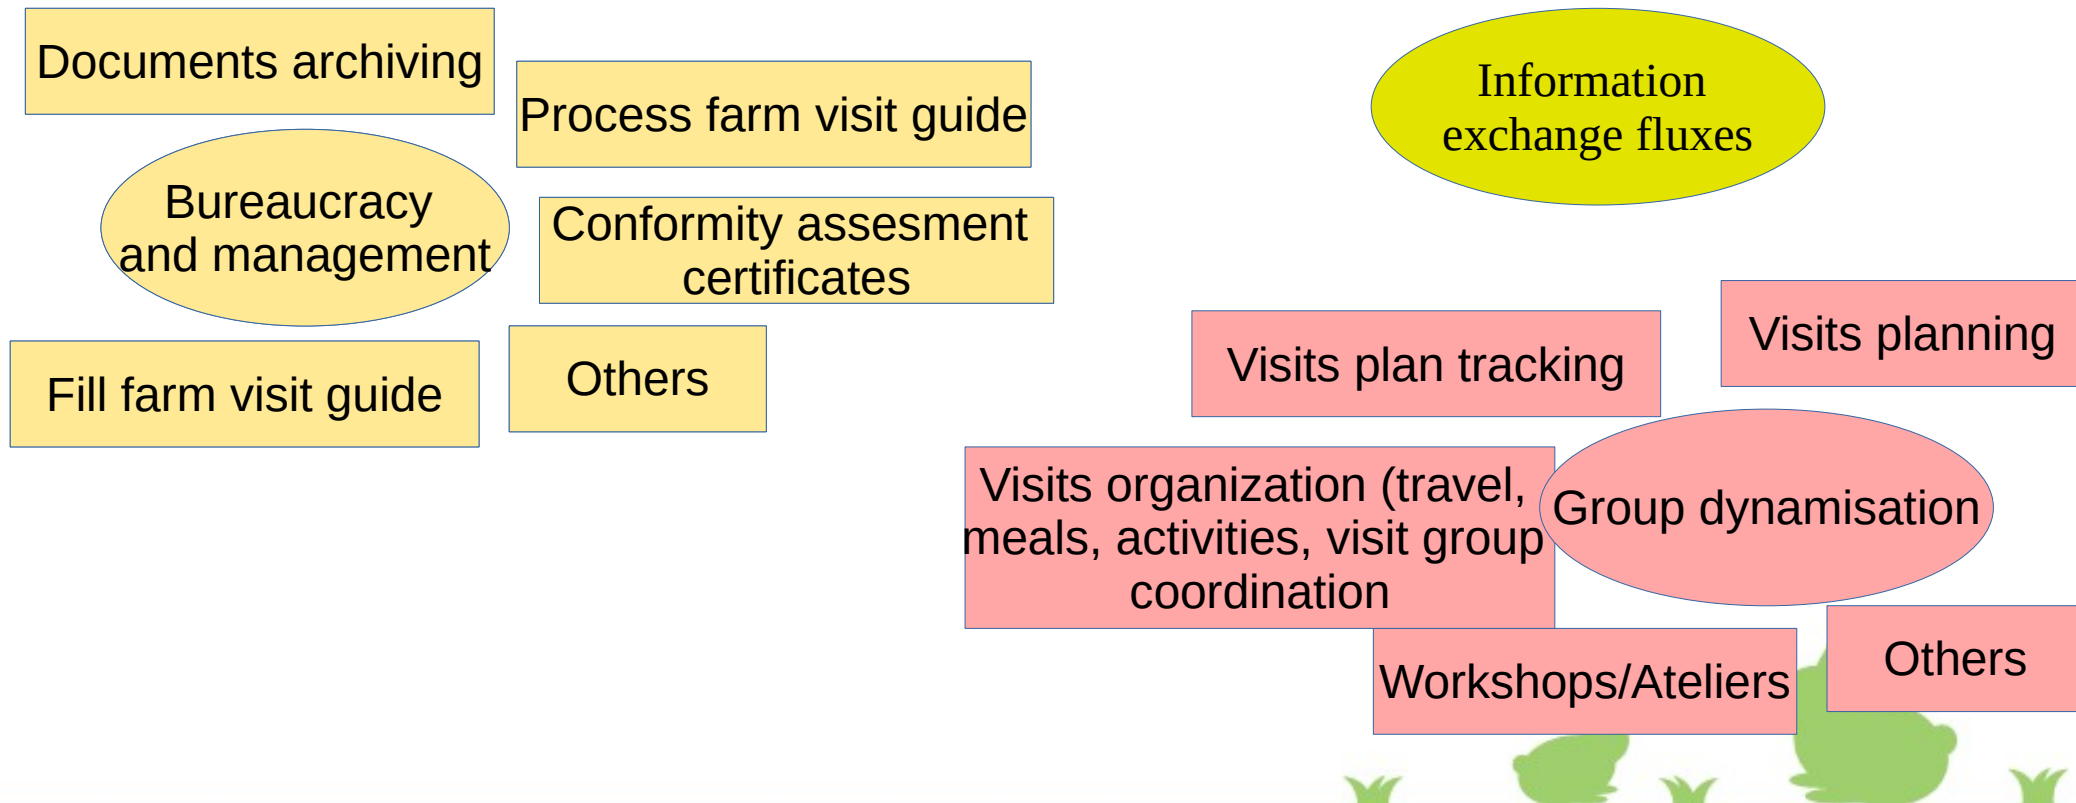 Documents archiving
Process farm visit guide
Bureaucracy
and management
Conformity assesment
certificates
Fill farm visit guide
Others
Information
exchange fluxes
Visits planning
Visits plan tracking
Visits organization (travel,
meals, activities, visit group
coordination
Group dynamisation
Workshops/Ateliers
Others